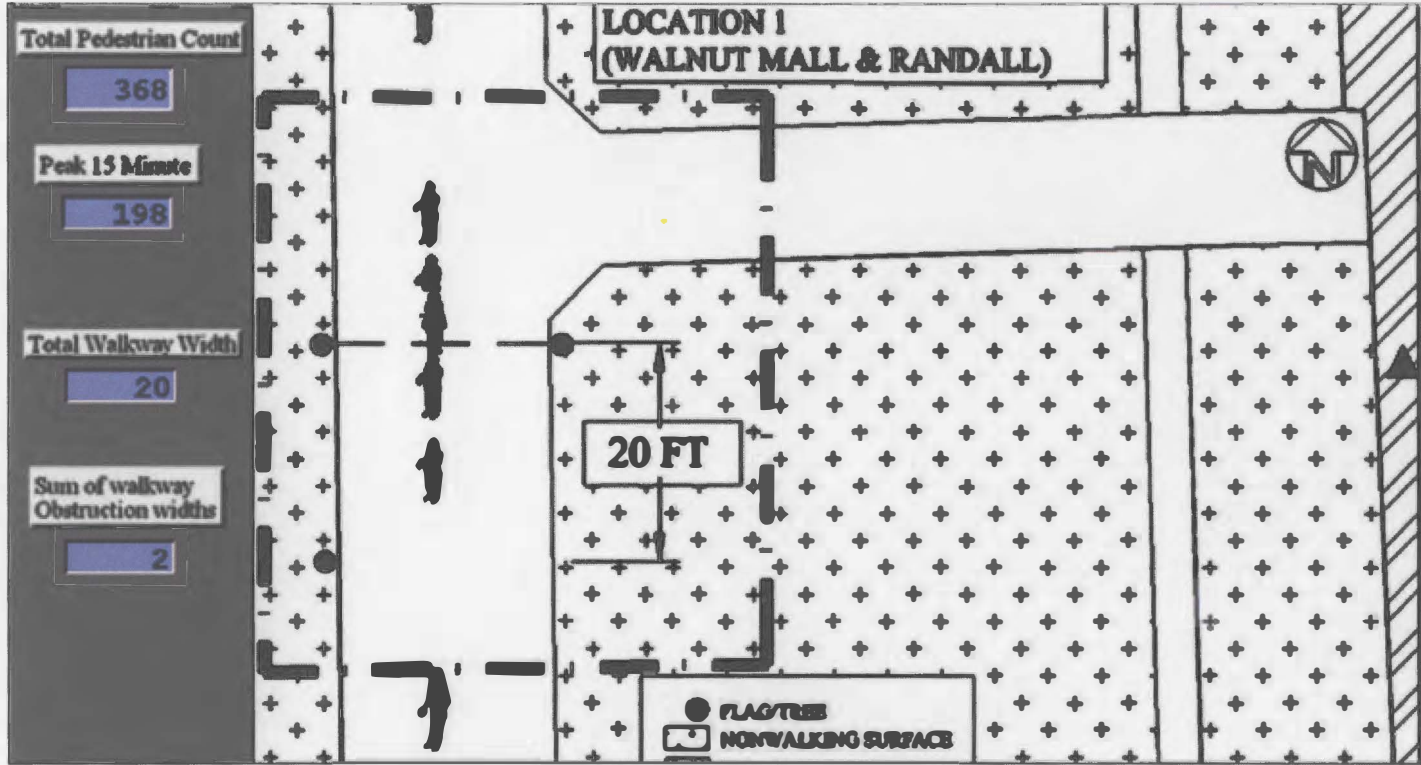 Total Pedestrian Count
368
Peak 15 Minute
198
Total Walkway Width
20
Sum of walkway
Obstruction widths
2
LOCATION 1
(WALNUT MALL & RANDALL)
N
20 FT
FLAG/TREE
NONWALKING SURFACE